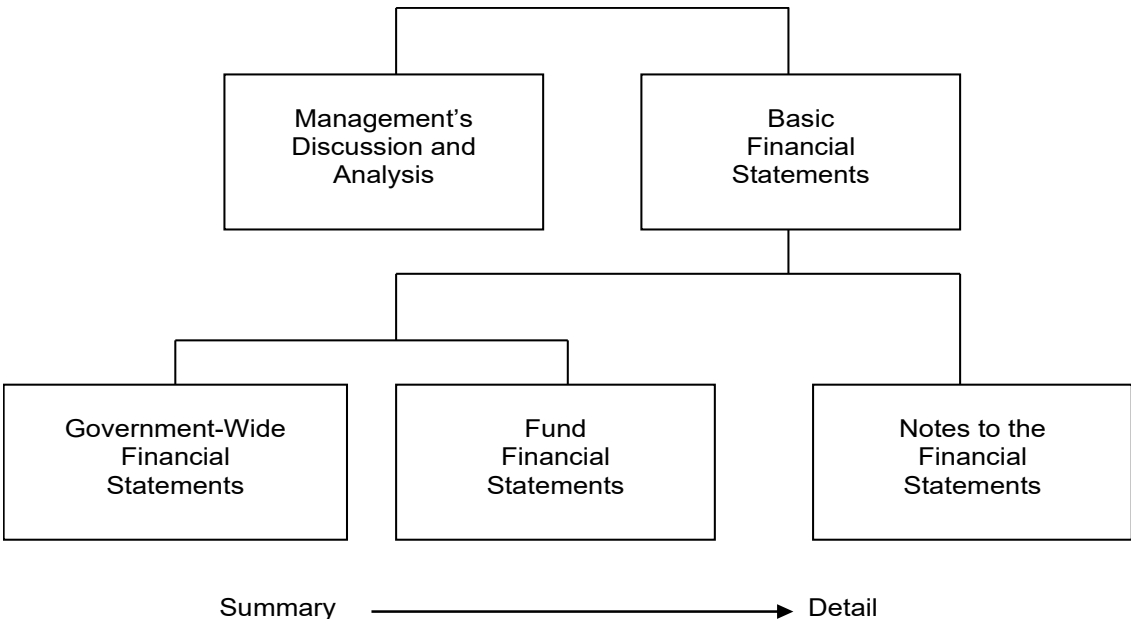 Management’s
Discussion and
Analysis
Basic
Financial
Statements
Government-Wide
Financial
Statements
Fund
Financial
Statements
Notes to the
Financial
Statements
Summary
Detail